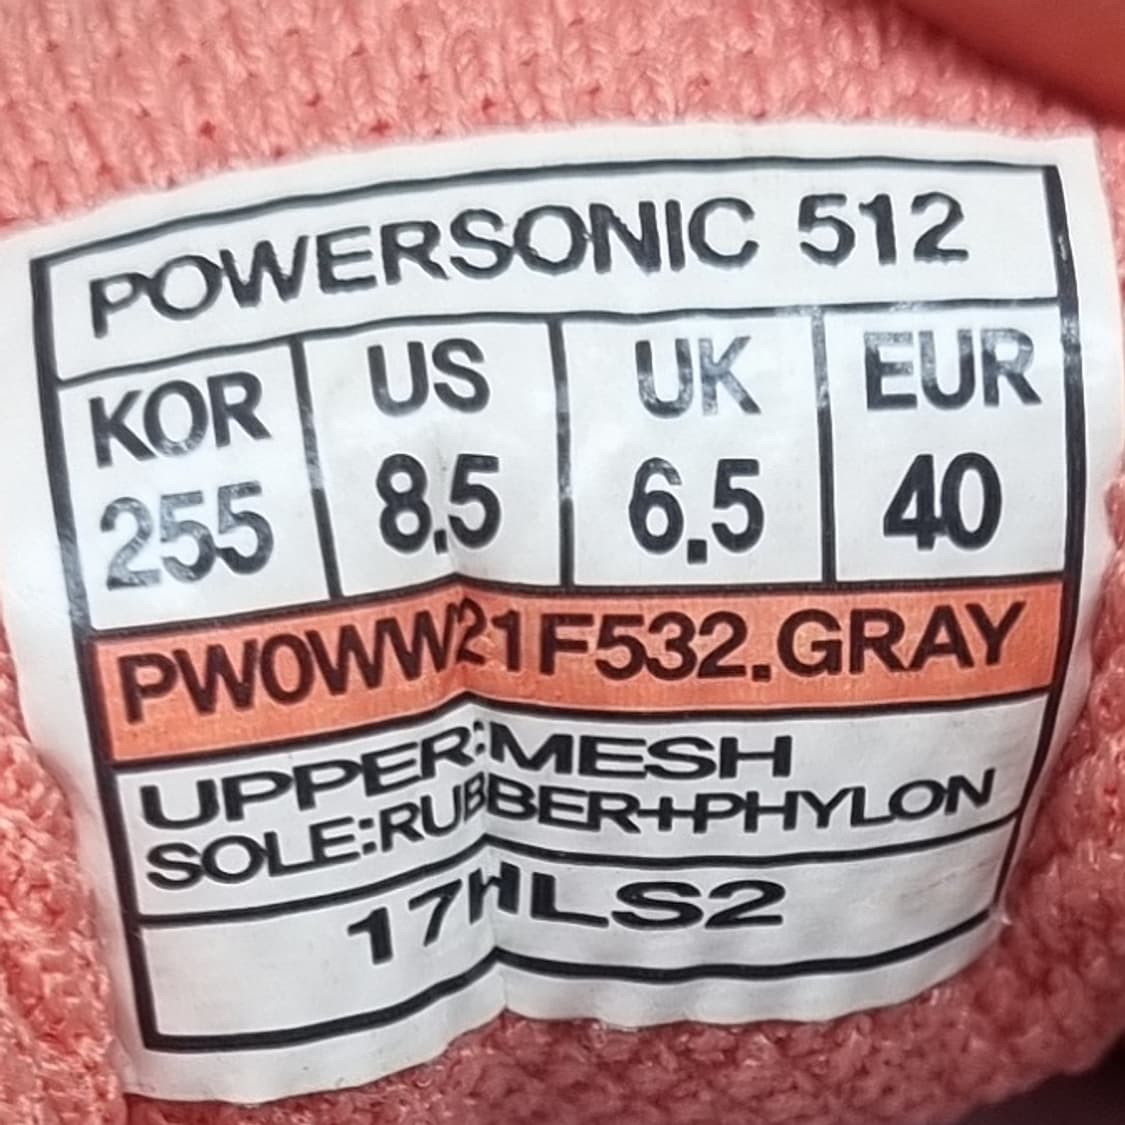 POWERSONIC 512
KOR US UK EUR
255 8.5 6.5 40
PWOWW21F532.GRAY
UPPER:MESH
SOLE:RUBBER+PHYLON
17HLS2